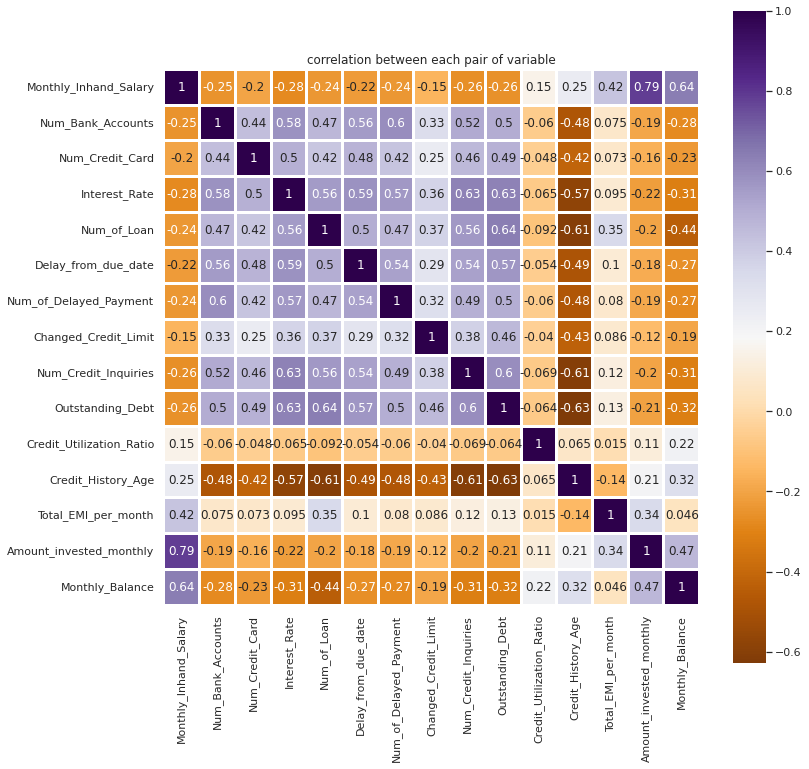 correlation between each pair of variable
Monthly_Inhand_Salary 1 -0.25 -0.2 -0.28 -0.24 -0.22 -0.24 -0.15 -0.26 -0.26 0.15 0.25 0.42 0.79 0.64
Num_Bank_Accounts -0.25 1 0.44 0.58 0.47 0.56 0.6 0.33 0.52 0.5 -0.06 -0.48 0.075 -0.19 -0.28
Num_Credit_Card -0.2 0.44 1 0.5 0.42 0.48 0.42 0.25 0.46 0.49 -0.048 -0.42 0.073 -0.16 -0.23
Interest_Rate -0.28 0.58 0.5 1 0.56 0.59 0.57 0.36 0.63 0.63 -0.065 -0.57 0.095 -0.22 -0.31
Num_of_Loan -0.24 0.47 0.42 0.56 1 0.5 0.47 0.37 0.56 0.64 -0.092 -0.61 0.35 -0.2 -0.44
Delay_from_due_date -0.22 0.56 0.48 0.59 0.5 1 0.54 0.29 0.54 0.57 -0.054 -0.49 0.1 -0.18 -0.27
Num_of_Delayed_Payment -0.24 0.6 0.42 0.57 0.47 0.54 1 0.32 0.49 0.5 -0.06 -0.48 0.08 -0.19 -0.27
Changed_Credit_Limit -0.15 0.33 0.25 0.36 0.37 0.29 0.32 1 0.38 0.46 -0.04 -0.43 0.086 -0.12 -0.19
Num_Credit_Inquiries -0.26 0.52 0.46 0.63 0.56 0.54 0.49 0.38 1 0.6 -0.069 -0.61 0.12 -0.2 -0.31
Outstanding_Debt -0.26 0.5 0.49 0.63 0.64 0.57 0.5 0.46 0.6 1 -0.064 -0.63 0.13 -0.21 -0.32
Credit_Utilization_Ratio 0.15 -0.06 -0.048 -0.065 -0.092 -0.054 -0.06 -0.04 -0.069 -0.064 1 0.065 0.015 0.11 0.22
Credit_History_Age 0.25 -0.48 -0.42 -0.57 -0.61 -0.49 -0.48 -0.43 -0.61 -0.63 0.065 1 -0.14 0.21 0.32
Total_EMI_per_month 0.42 0.075 0.073 0.095 0.35 0.1 0.08 0.086 0.12 0.13 0.015 -0.14 1 0.34 0.046
Amount_invested_monthly 0.79 -0.19 -0.16 -0.22 -0.2 -0.18 -0.19 -0.12 -0.2 -0.21 0.11 0.21 0.34 1 0.47
Monthly_Balance 0.64 -0.28 -0.23 -0.31 -0.44 -0.27 -0.27 -0.19 -0.31 -0.32 0.22 0.32 0.046 0.47 1
Monthly_Inhand_Salary
Num_Bank_Accounts
Num_Credit_Card
Interest_Rate
Num_of_Loan
Delay_from_due_date
Num_of_Delayed_Payment
Changed_Credit_Limit
Num_Credit_Inquiries
Outstanding_Debt
Credit_Utilization_Ratio
Credit_History_Age
Total_EMI_per_month
Amount_invested_monthly
Monthly_Balance
1.0
0.8
0.6
0.4
0.2
0.0
−0.2
−0.4
−0.6